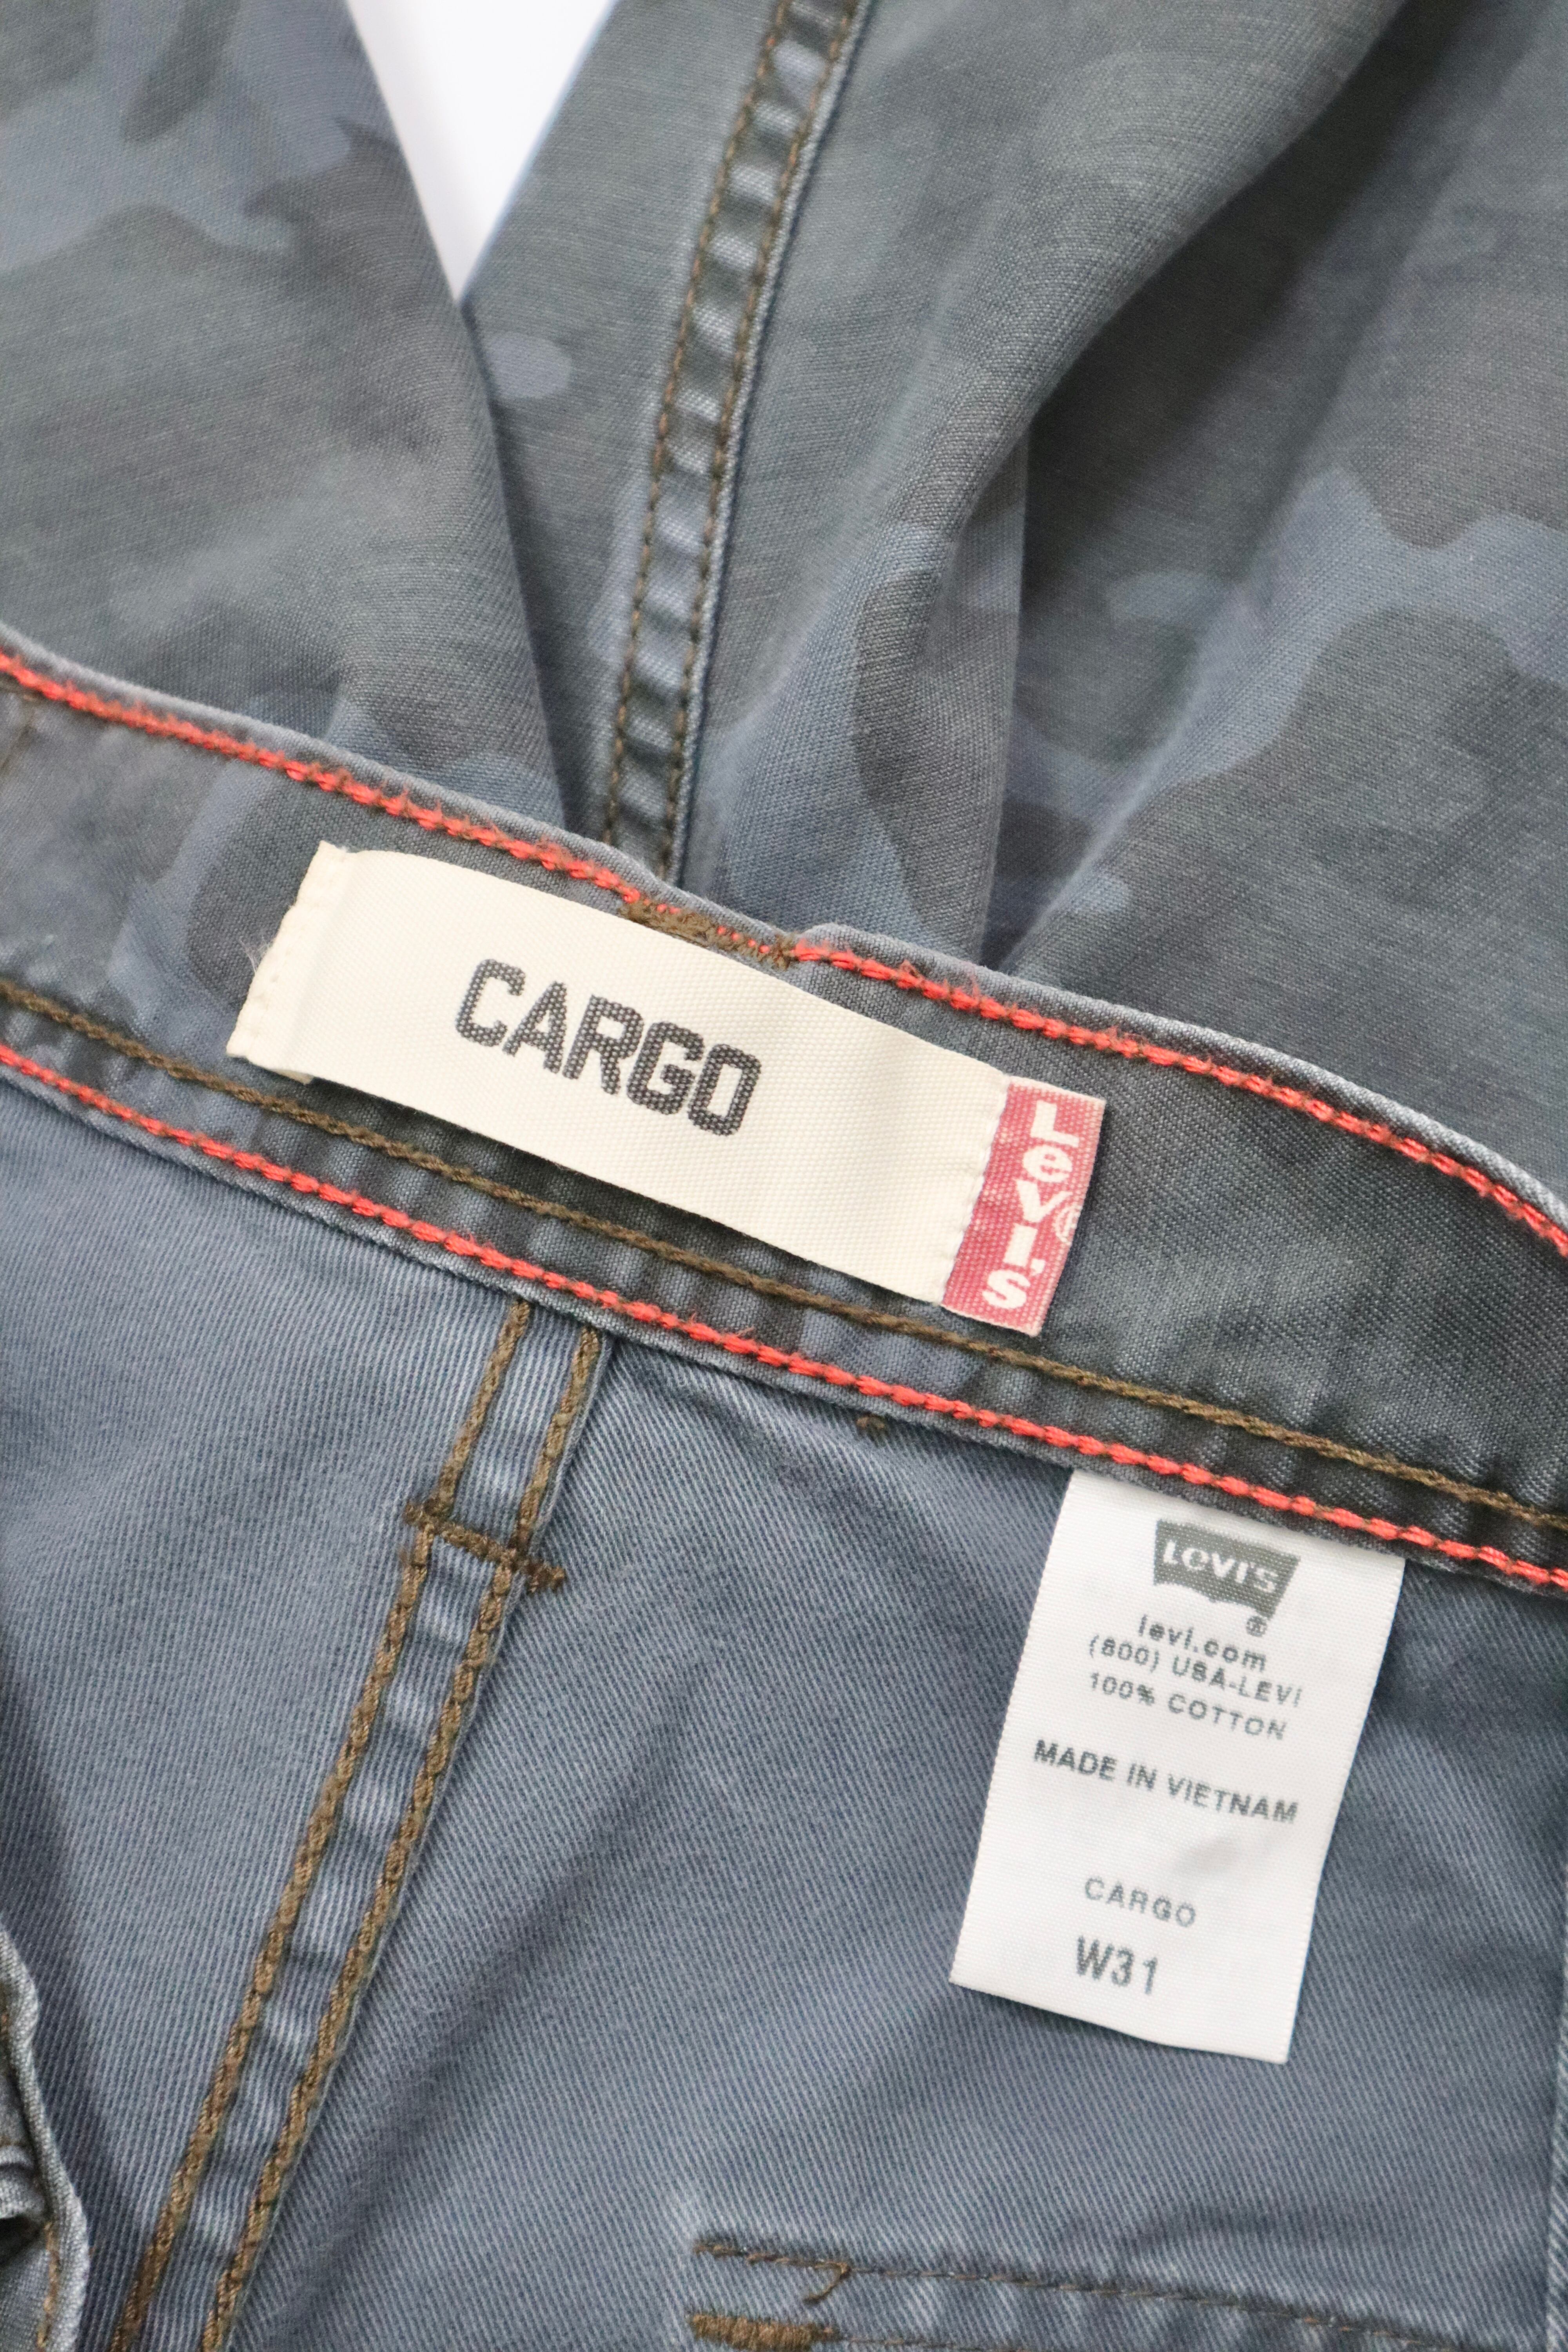 CARGO
Levi's
LEVI'S
®
levi.com
(800) USA-LEVI
100% COTTON
MADE IN VIETNAM
CARGO
W31